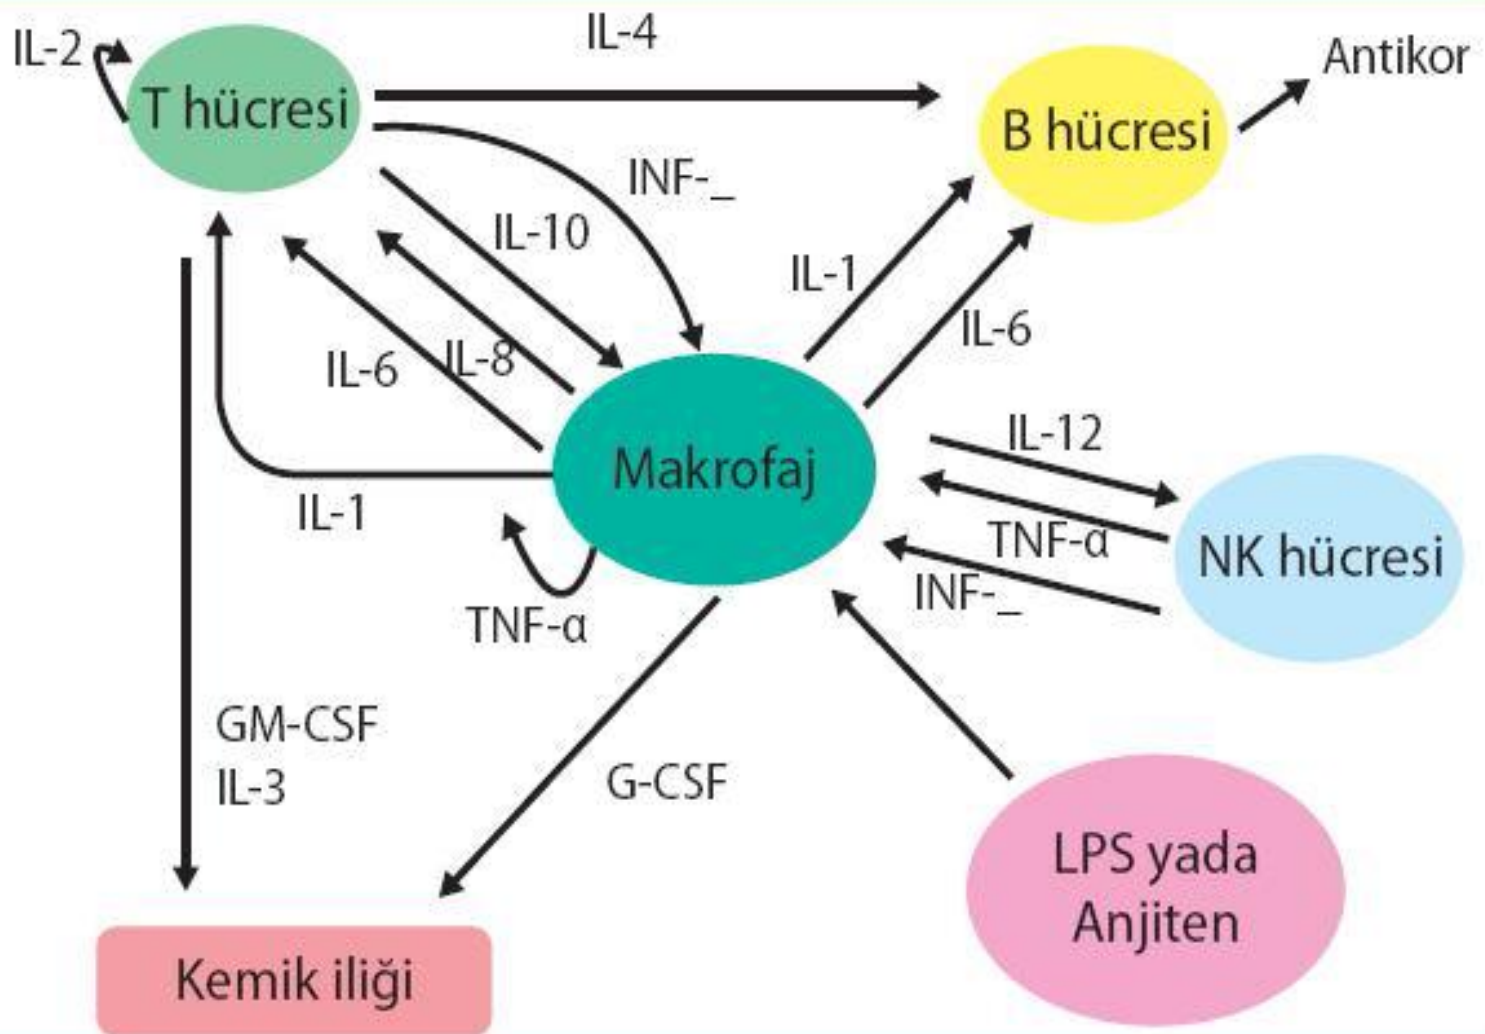 IL-2
T hücresi
IL-4
B hücresi
Antikor
INF-_
IL-10
IL-8
IL-6
IL-1
IL-1
IL-6
Makrofaj
IL-12
TNF-α
INF-_
NK hücresi
TNF-α
GM-CSF
IL-3
G-CSF
LPS yada
Anjiten
Kemik iliği